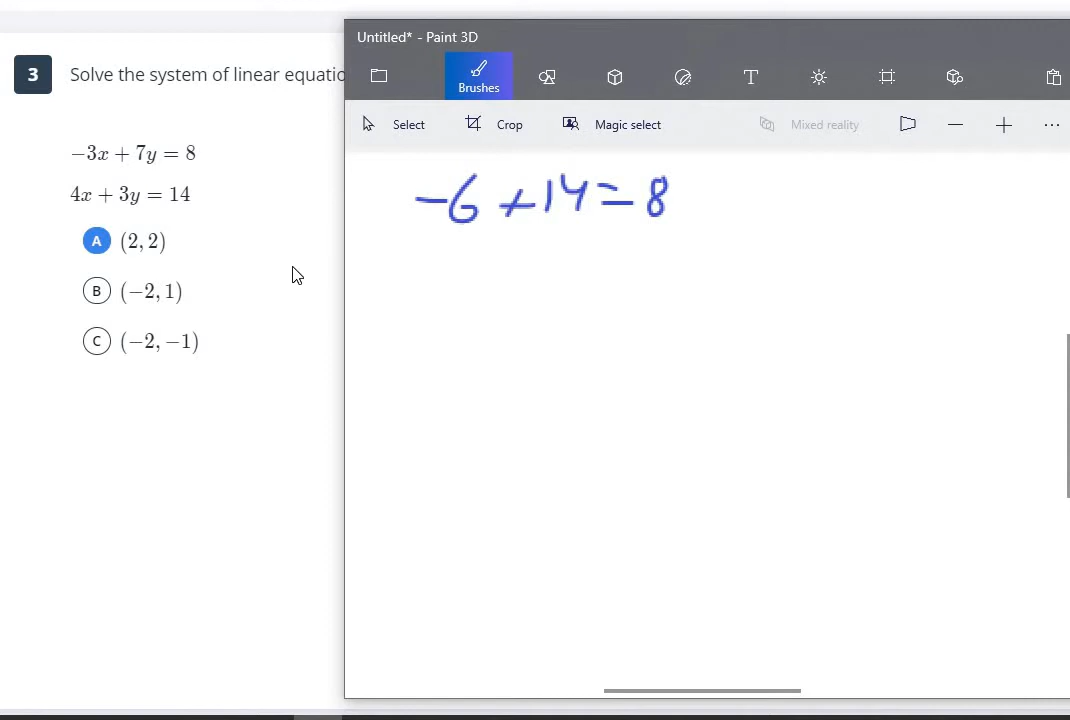 Untitled* - Paint 3D
3 Solve the system of linear equatio
Brushes
Select Crop Magic select Mixed reality
−3x + 7y = 8
4x + 3y = 14
A (2, 2)
B (−2, 1)
C (−2, −1)
-6 + 14 = 8